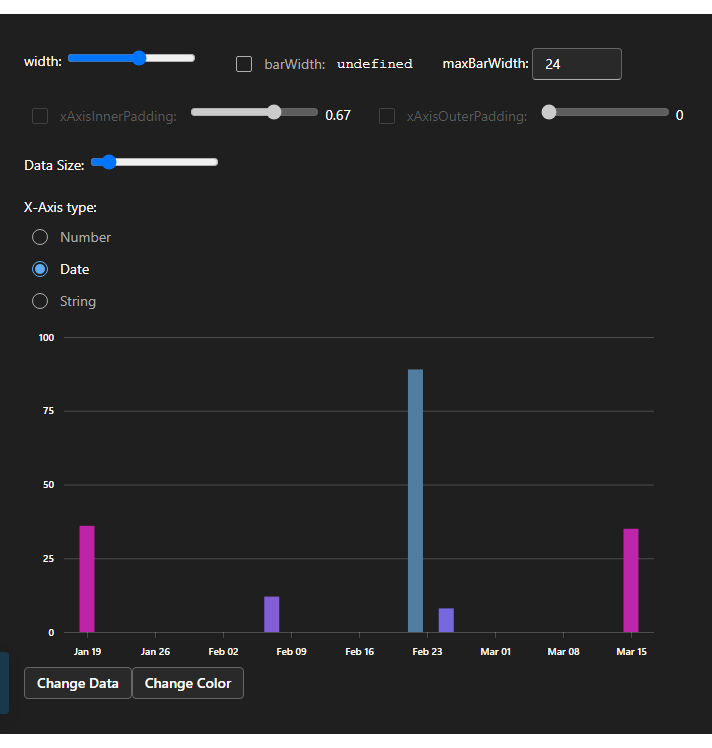 width: barWidth: undefined maxBarWidth: 24
xAxisInnerPadding: 0.67 xAxisOuterPadding: 0
Data Size:
X-Axis type:
Number
Date
String
100
75
50
25
0
Jan 19 Jan 26 Feb 02 Feb 09 Feb 16 Feb 23 Mar 01 Mar 08 Mar 15
Change Data Change Color